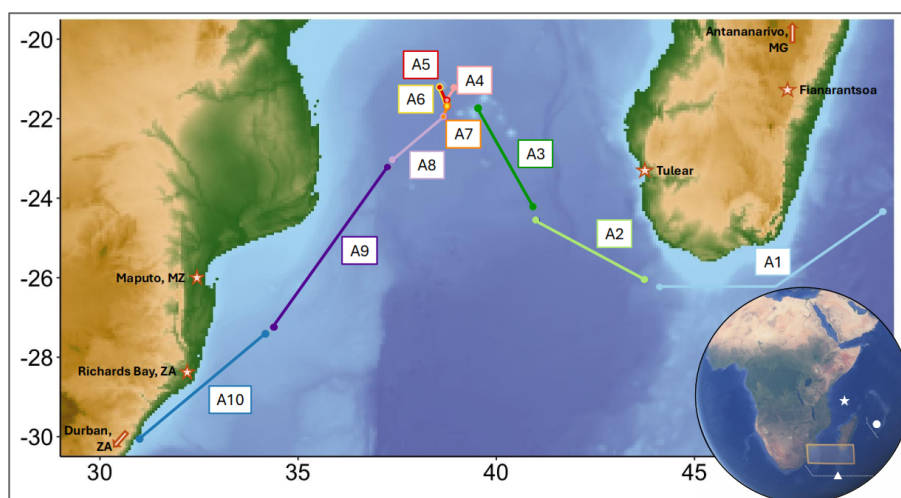 -20
-22
-24
-26
-28
-30
30
35
40
45
Antananarivo,
MG
Fianarantsoa
Tulear
Maputo, MZ
Richards Bay, ZA
Durban,
ZA
A5
A4
A6
A7
A3
A8
A2
A9
A1
A10